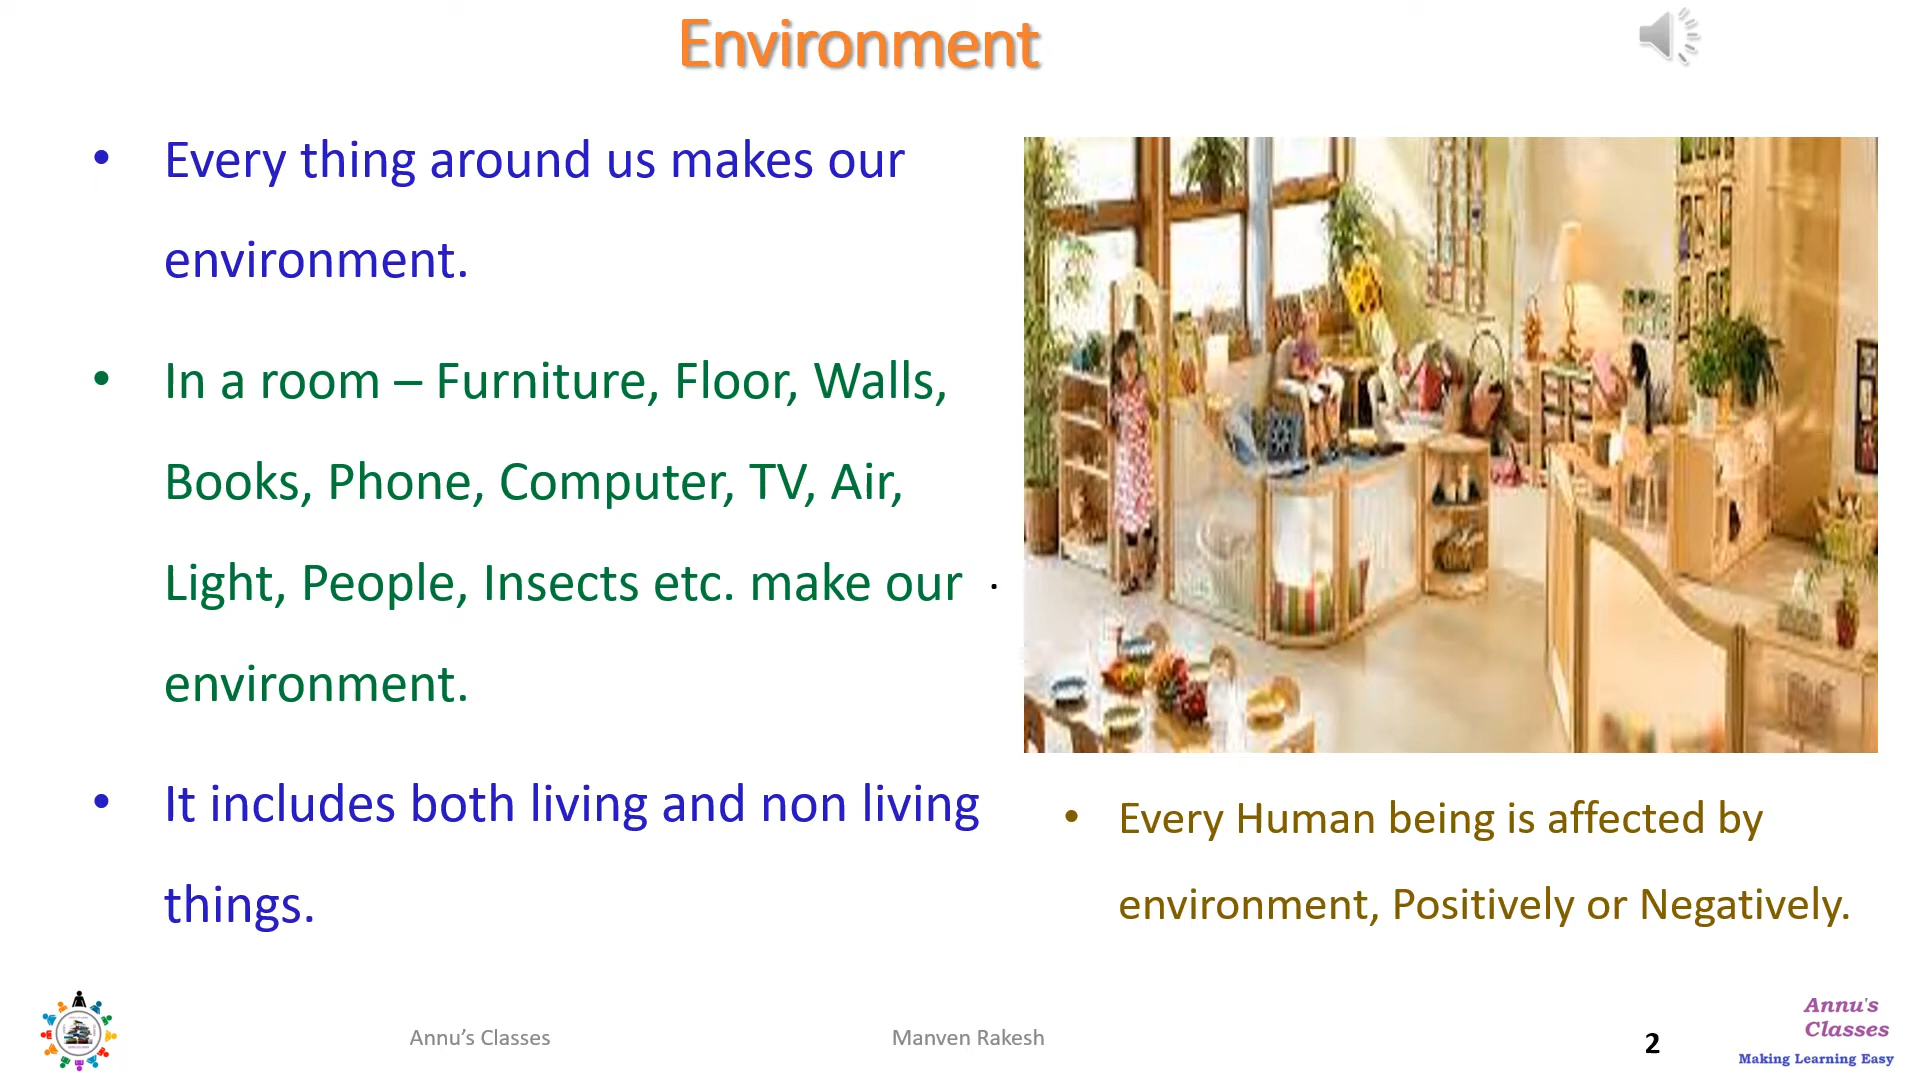 Environment
• Every thing around us makes our
environment.
• In a room – Furniture, Floor, Walls,
Books, Phone, Computer, TV, Air,
Light, People, Insects etc. make our
environment.
• It includes both living and non living
things.
• Every Human being is affected by
environment, Positively or Negatively.
Annu’s Classes
Manven Rakesh
2
Annu's
Classes
Making Learning Easy